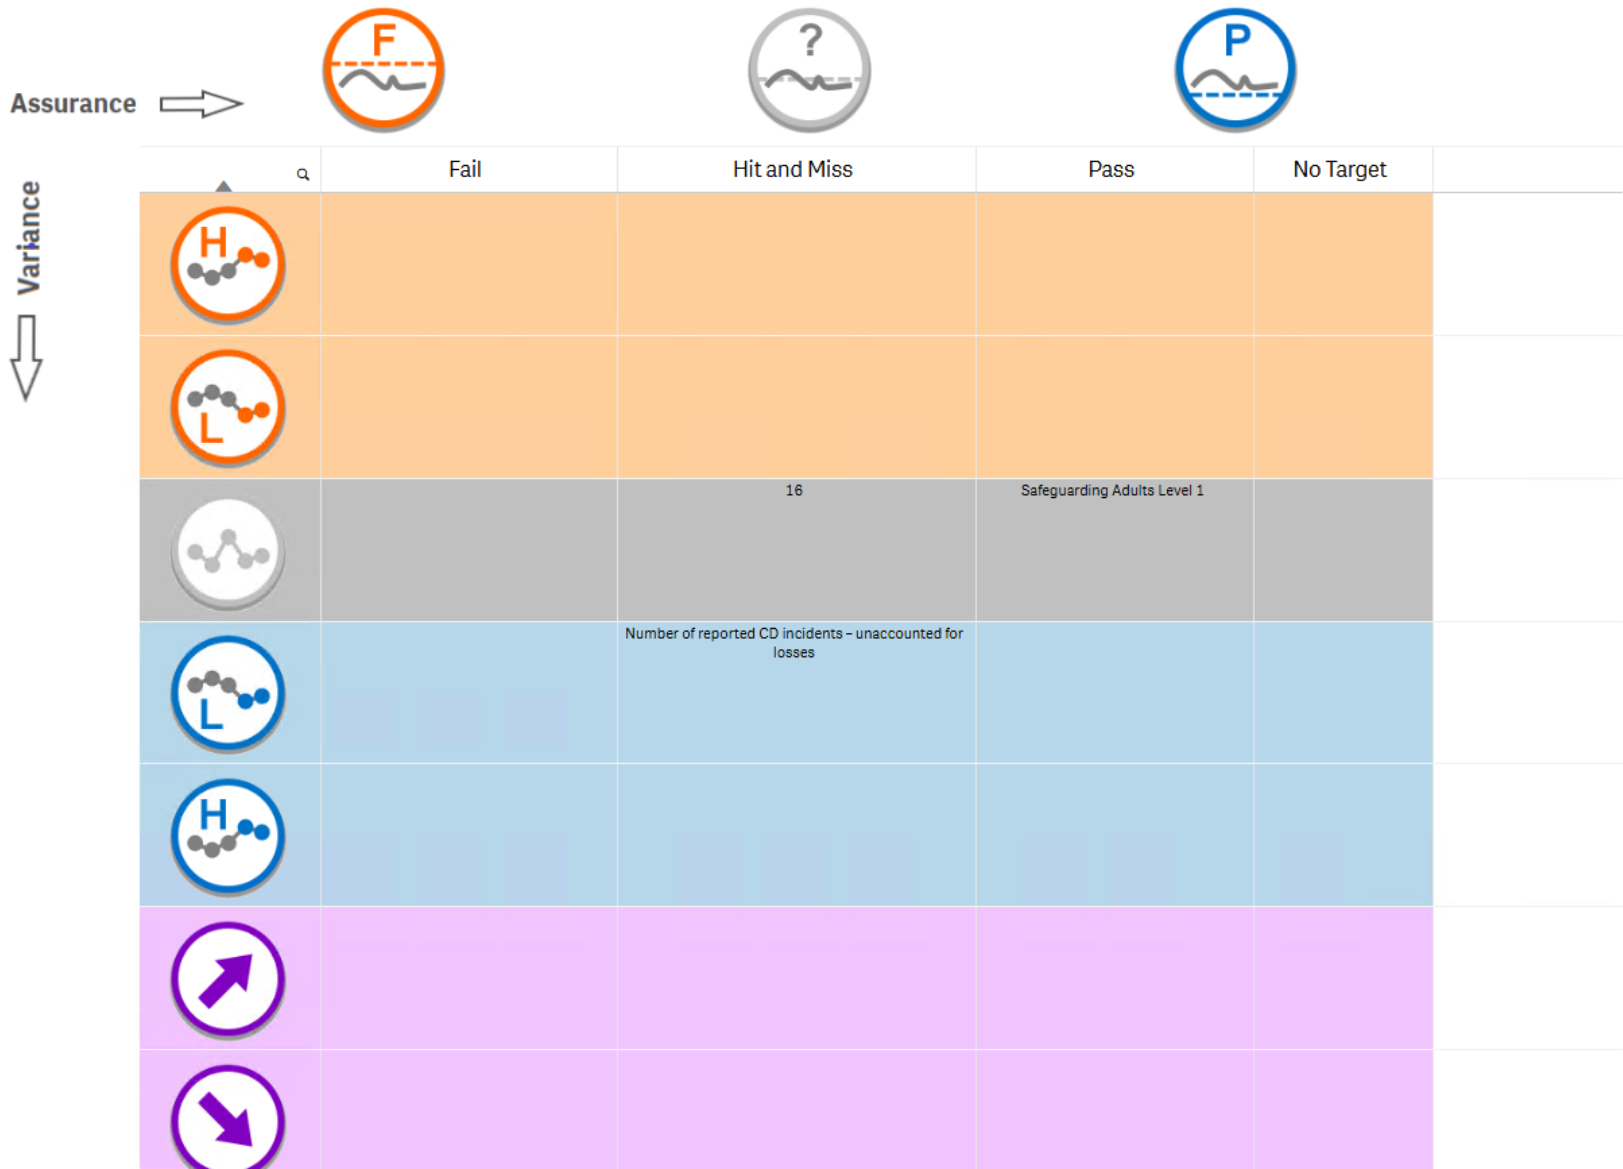 F
?
P
Assurance
Variance
Fail
Hit and Miss
Pass
No Target
H
L
16
Safeguarding Adults Level 1
Number of reported CD incidents – unaccounted for
losses
L
H